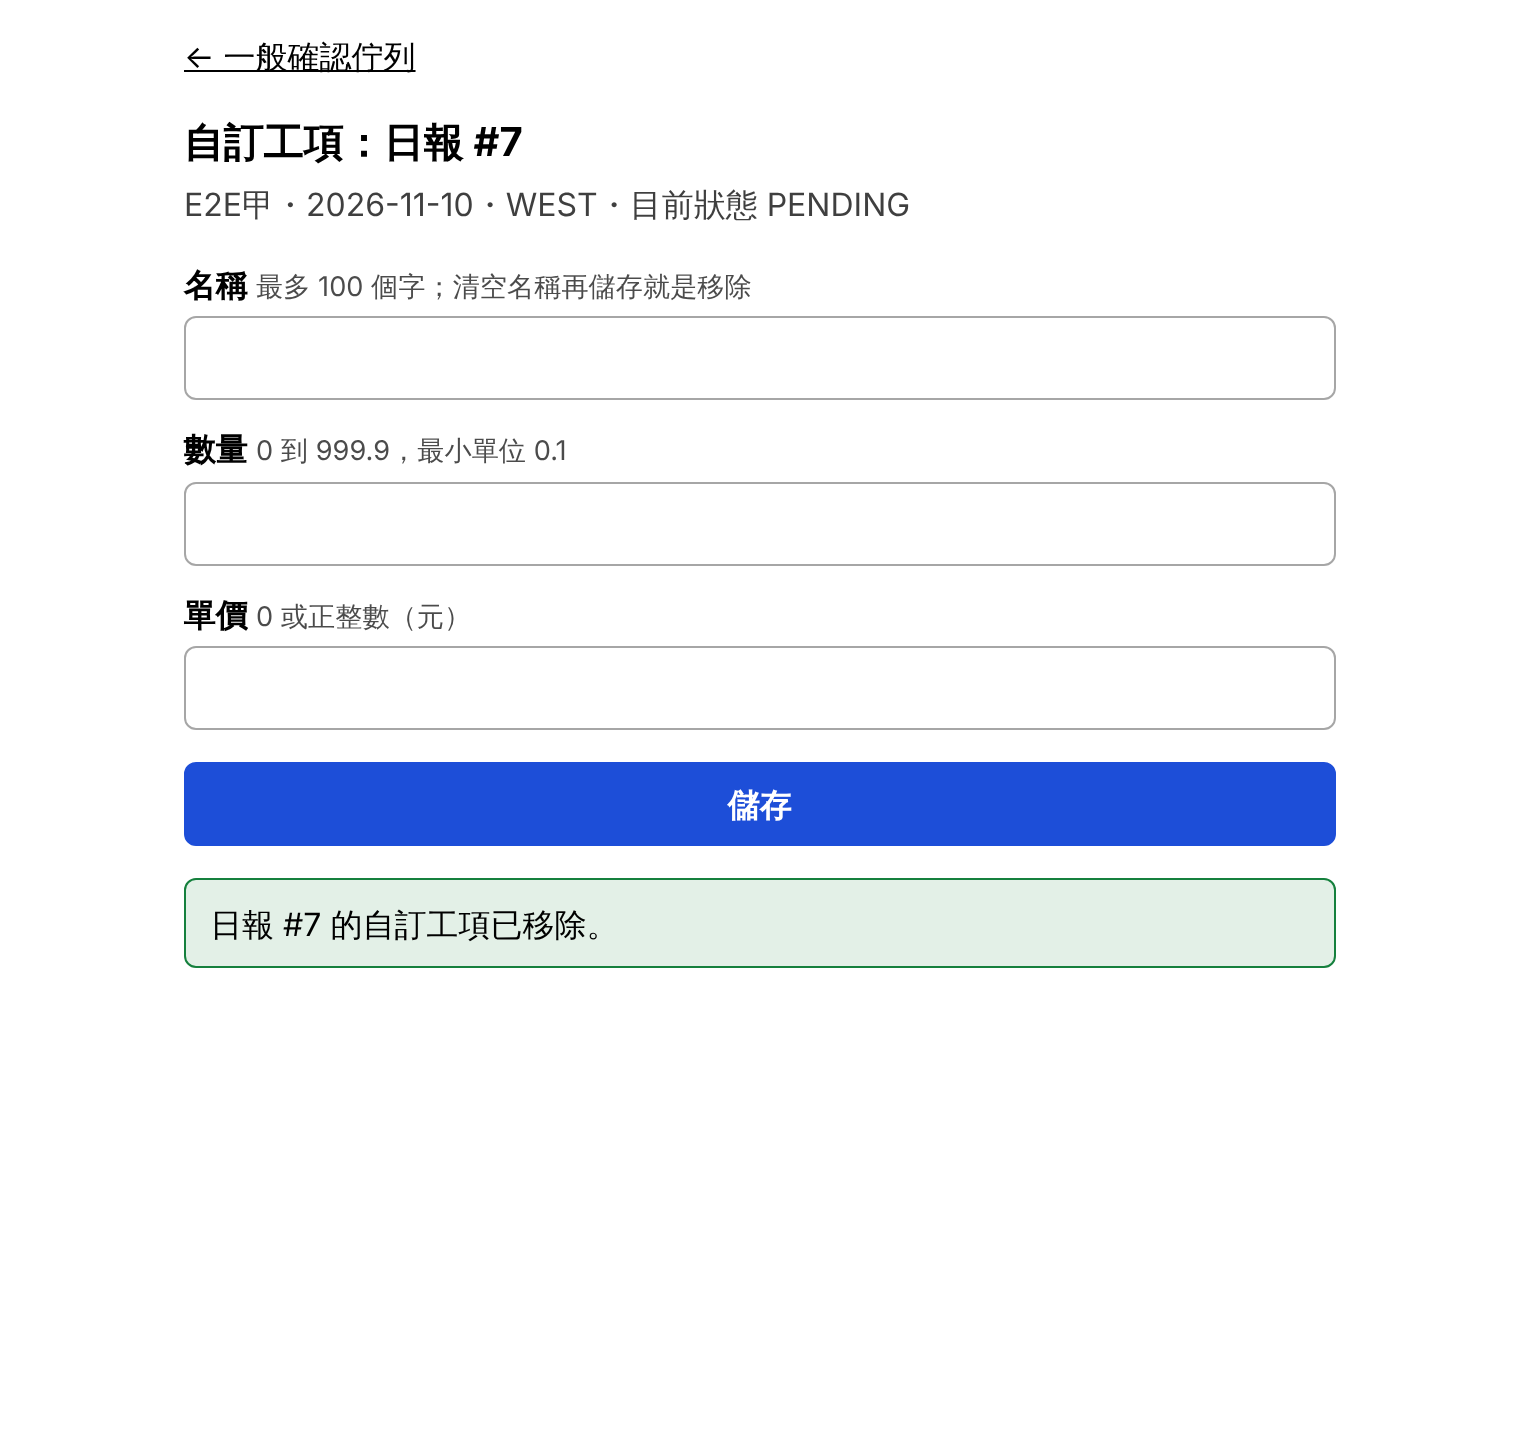 ← 一般確認佇列
自訂工項：日報 #7
E2E甲・2026-11-10・WEST・目前狀態 PENDING
名稱 最多 100 個字；清空名稱再儲存就是移除
數量 0 到 999.9，最小單位 0.1
單價 0 或正整數（元）
儲存
日報 #7 的自訂工項已移除。